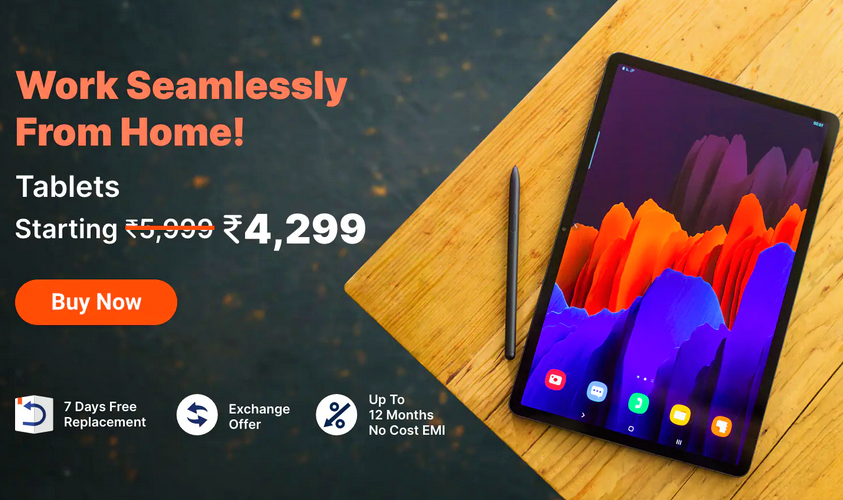 Work Seamlessly
From Home!
Tablets
Starting ₹5,999 ₹4,299
Buy Now
7 Days Free
Replacement
Exchange
Offer
Up To
12 Months
No Cost EMI